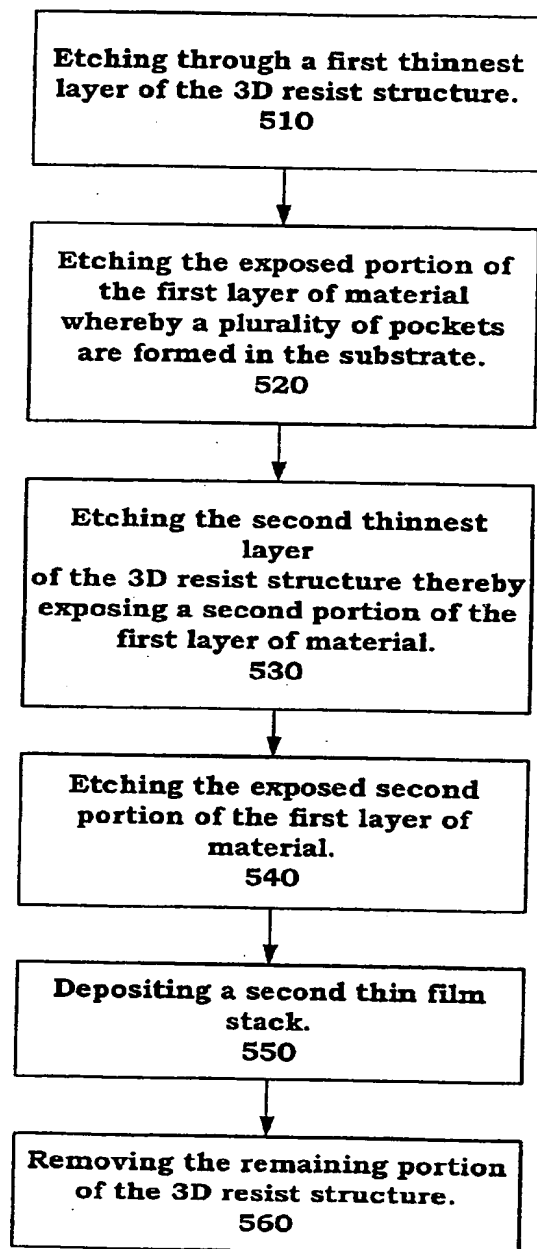 Etching through a first thinnest
layer of the 3D resist structure.
510
Etching the exposed portion of
the first layer of material
whereby a plurality of pockets
are formed in the substrate.
520
Etching the second thinnest
layer
of the 3D resist structure thereby
exposing a second portion of the
first layer of material.
530
Etching the exposed second
portion of the first layer of
material.
540
Depositing a second thin film
stack.
550
Removing the remaining portion
of the 3D resist structure.
560